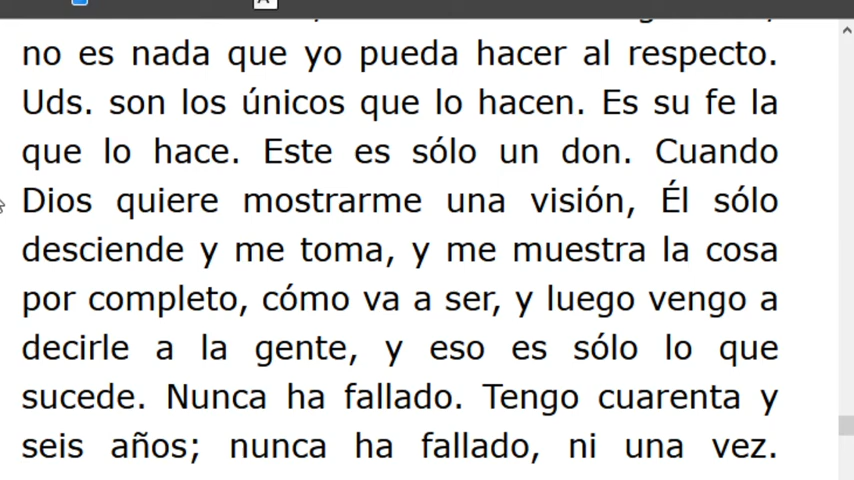 no es nada que yo pueda hacer al respecto.
Uds. son los únicos que lo hacen. Es su fe la
que lo hace. Este es sólo un don. Cuando
Dios quiere mostrarme una visión, Él sólo
desciende y me toma, y me muestra la cosa
por completo, cómo va a ser, y luego vengo a
decirle a la gente, y eso es sólo lo que
sucede. Nunca ha fallado. Tengo cuarenta y
seis años; nunca ha fallado, ni una vez.